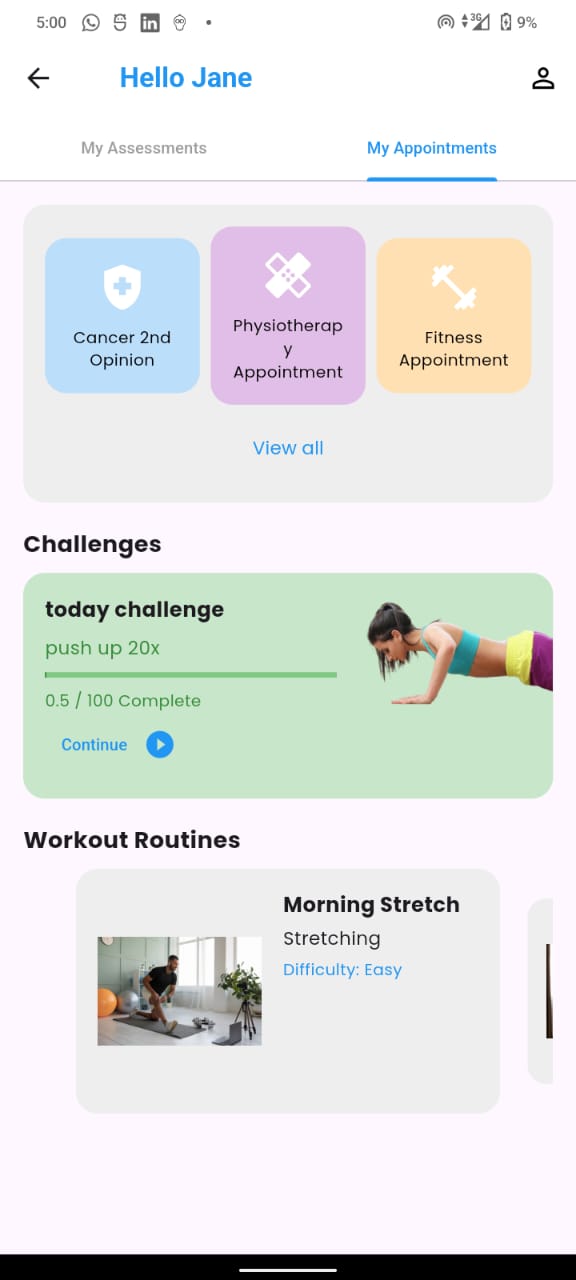 5:00
3G
9%
Hello Jane
My Assessments
My Appointments
Cancer 2nd
Opinion
Physiotherap
y
Appointment
Fitness
Appointment
View all
Challenges
today challenge
push up 20x
0.5 / 100 Complete
Continue
Workout Routines
Morning Stretch
Stretching
Difficulty: Easy